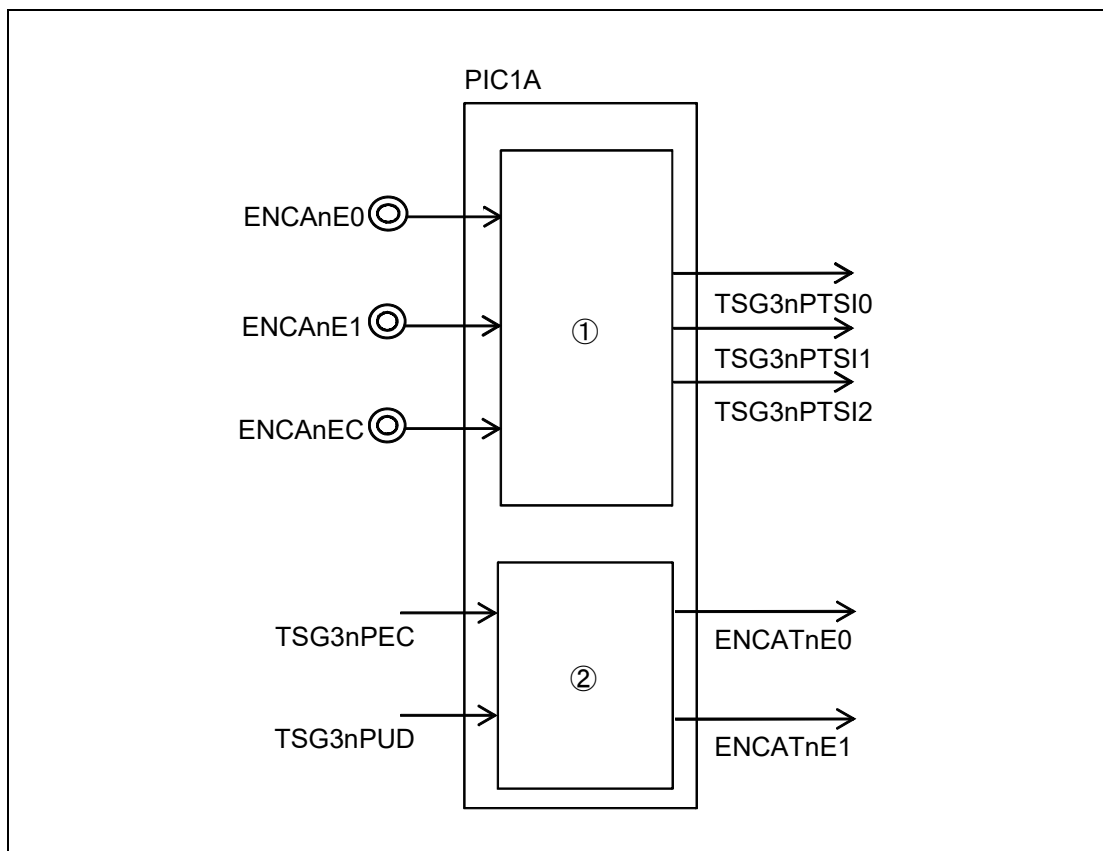 PIC1A
ENCAnE0
ENCAnE1
ENCAnEC
①
TSG3nPTSI0
TSG3nPTSI1
TSG3nPTSI2
TSG3nPEC
TSG3nPUD
②
ENCATnE0
ENCATnE1